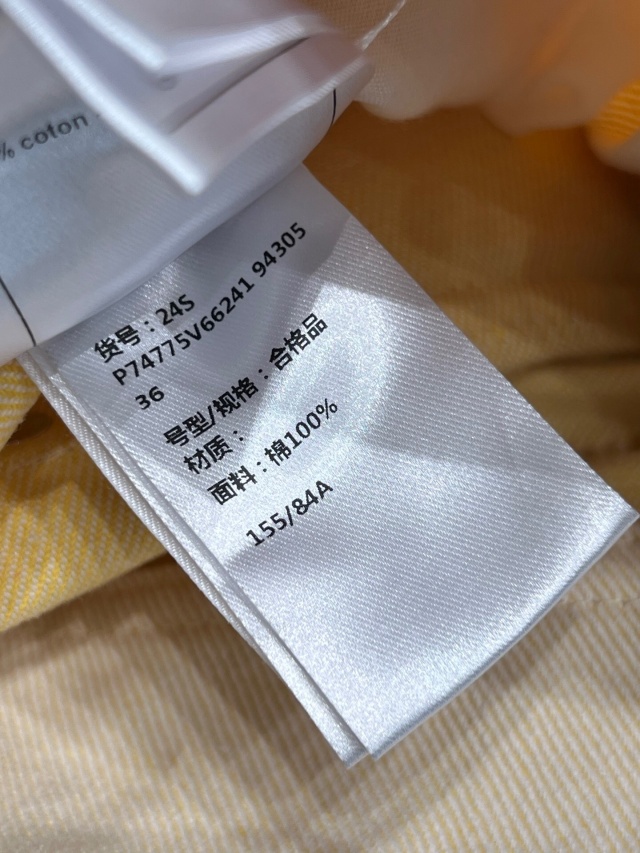 % coton
货号：24S
P74775V66241 94305
36
号型/规格：合格品
材质：
面料：棉100%
155/84A